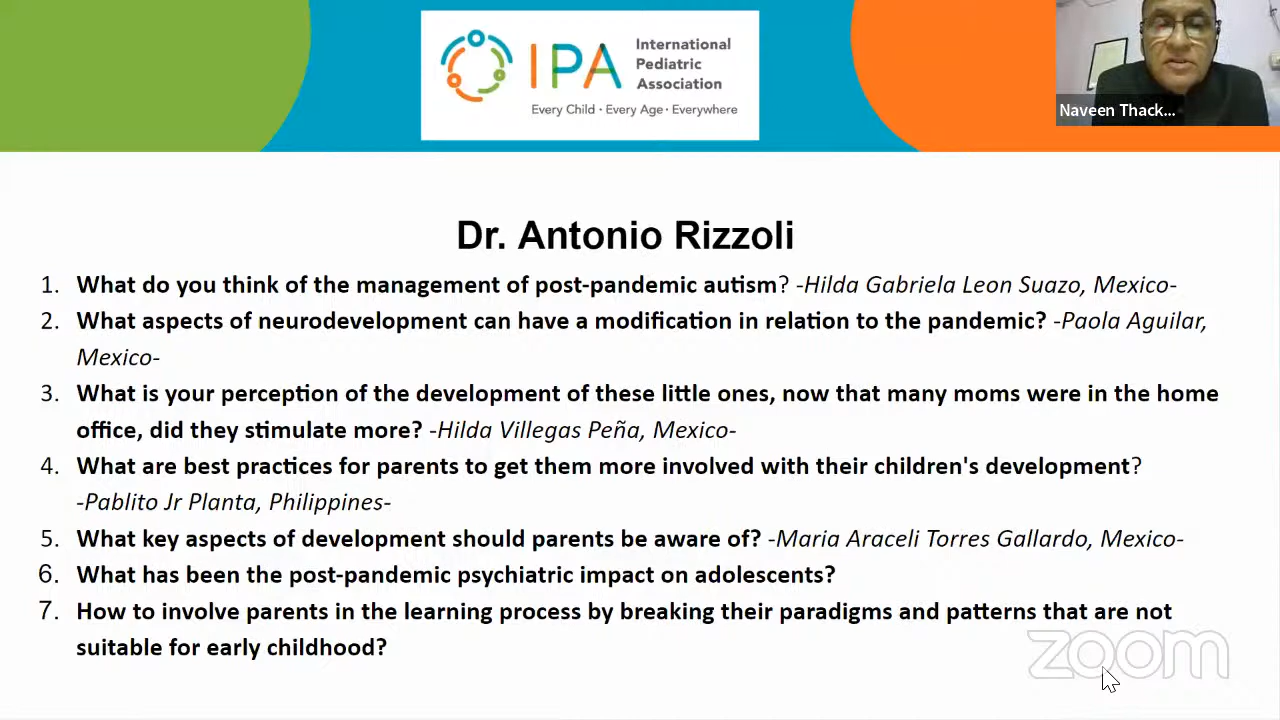 IPA
International
Pediatric
Association
Every Child · Every Age · Everywhere
Naveen Thack...
Dr. Antonio Rizzoli
1. What do you think of the management of post-pandemic autism? -Hilda Gabriela Leon Suazo, Mexico-
2. What aspects of neurodevelopment can have a modification in relation to the pandemic? -Paola Aguilar,
Mexico-
3. What is your perception of the development of these little ones, now that many moms were in the home
office, did they stimulate more? -Hilda Villegas Peña, Mexico-
4. What are best practices for parents to get them more involved with their children's development?
-Pablito Jr Planta, Philippines-
5. What key aspects of development should parents be aware of? -Maria Araceli Torres Gallardo, Mexico-
6. What has been the post-pandemic psychiatric impact on adolescents?
7. How to involve parents in the learning process by breaking their paradigms and patterns that are not
suitable for early childhood?
zoom